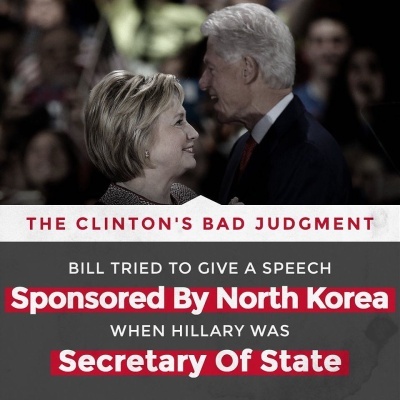 THE CLINTON'S BAD JUDGMENT
BILL TRIED TO GIVE A SPEECH
Sponsored By North Korea
WHEN HILLARY WAS
Secretary Of State